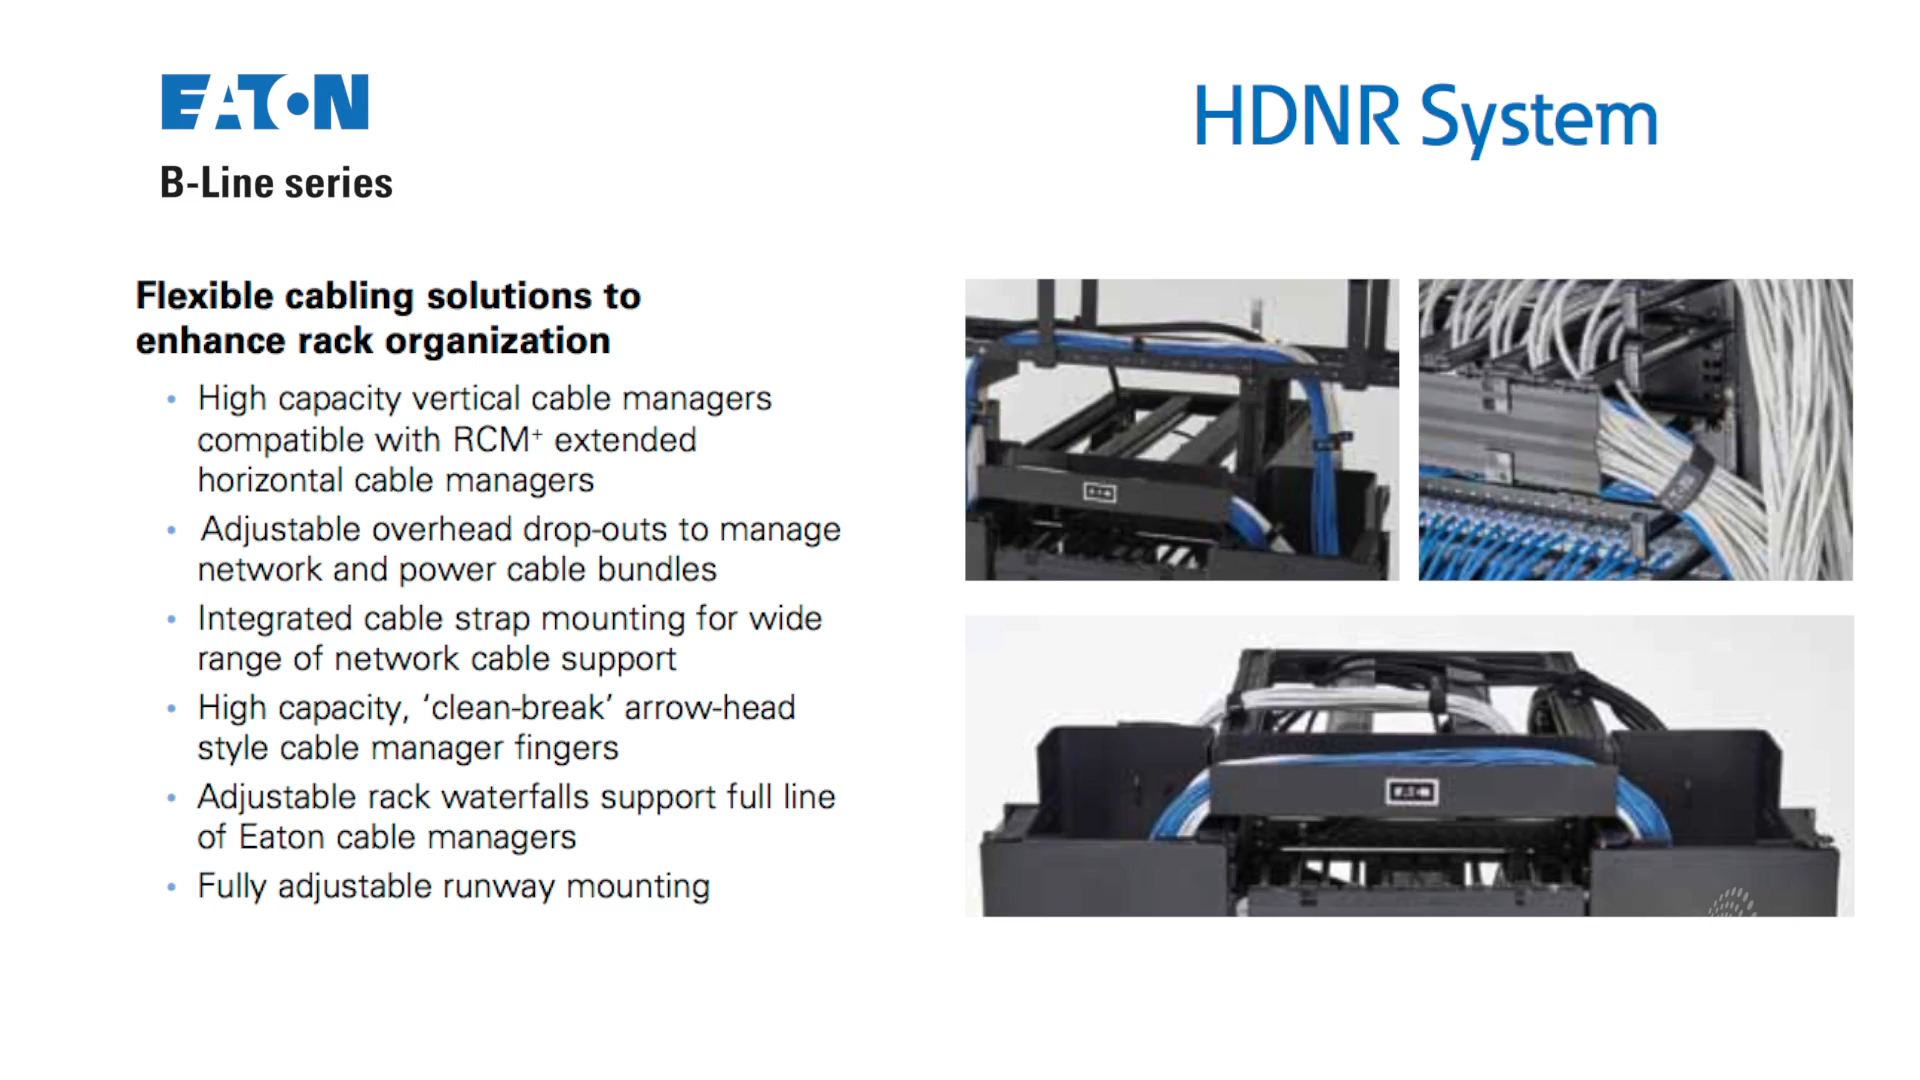 EATON
B-Line series
HDNR System
Flexible cabling solutions to
enhance rack organization
• High capacity vertical cable managers
compatible with RCM+ extended
horizontal cable managers
• Adjustable overhead drop-outs to manage
network and power cable bundles
• Integrated cable strap mounting for wide
range of network cable support
• High capacity, ‘clean-break’ arrow-head
style cable manager fingers
• Adjustable rack waterfalls support full line
of Eaton cable managers
• Fully adjustable runway mounting